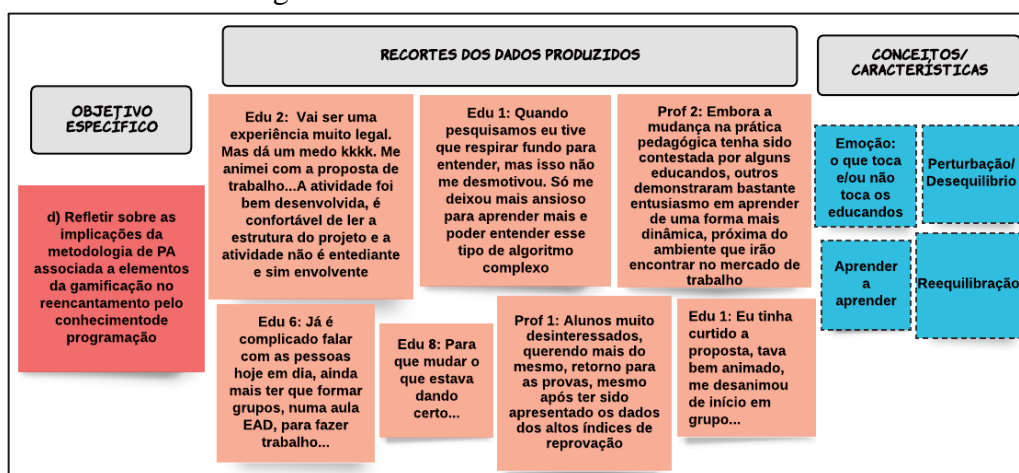 RECORTES DOS DADOS PRODUZIDOS
CONCEITOS/
CARACTERÍSTICAS
OBJETIVO
ESPECÍFICO
d) Refletir sobre as
implicações da
metodologia de PA
associada a elementos
da gamificação no
reencantamento pelo
conhecimentode
programação
Edu 2: Vai ser uma
experiência muito legal.
Mas dá um medo kkkk. Me
animei com a proposta de
trabalho...A atividade foi
bem desenvolvida, é
confortável de ler a
estrutura do projeto e a
atividade não é entediante
e sim envolvente
Edu 1: Quando
pesquisamos eu tive
que respirar fundo para
entender, mas isso não
me desmotivou. Só me
deixou mais ansioso
para aprender mais e
poder entender esse
tipo de algoritmo
complexo
Prof 2: Embora a
mudança na prática
pedagógica tenha sido
contestada por alguns
educandos, outros
demonstraram bastante
entusiasmo em aprender
de uma forma mais
dinâmica, próxima do
ambiente que irão
encontrar no mercado de
trabalho
Edu 6: Já é
complicado falar
com as pessoas
hoje em dia, ainda
mais ter que formar
grupos, numa aula
EAD, para fazer
trabalho...
Edu 8: Para
que mudar o
que estava
dando
certo...
Prof 1: Alunos muito
desinteressados,
querendo mais do
mesmo, retorno para
as provas, mesmo
após ter sido
apresentado os dados
dos altos índices de
reprovação
Edu 1: Eu tinha
curtido a
proposta, tava
bem animado,
me desanimou
de início em
grupo...
Emoção:
o que toca
e/ou não
toca os
educandos
Perturbação/
Desequilibrio
Aprender
a
aprender
Reequilibração